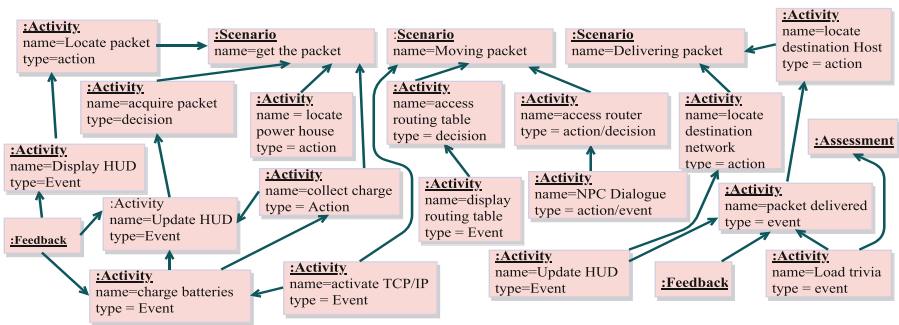 :Activity
name=Locate packet
type=action
:Scenario
name=get the packet
:Scenario
name=Moving packet
:Scenario
name=Delivering packet
:Activity
name=locate
destination Host
type = action
:Activity
name=acquire packet
type=decision
:Activity
name = locate
power house
type = action
:Activity
name=access
routing table
type = decision
:Activity
name=access router
type = action/decision
:Activity
name=locate
destination
network
type = action
:Assessment
:Activity
name=Display HUD
type=Event
:Activity
name=Update HUD
type=Event
:Activity
name=collect charge
type = Action
:Activity
name=display
routing table
type = Event
:Activity
name=NPC Dialogue
type = action/event
:Activity
name=packet delivered
type = event
:Feedback
:Activity
name=charge batteries
type = Event
:Activity
name=activate TCP/IP
type = Event
:Activity
name=Update HUD
type=Event
:Feedback
:Activity
name=Load trivia
type = event